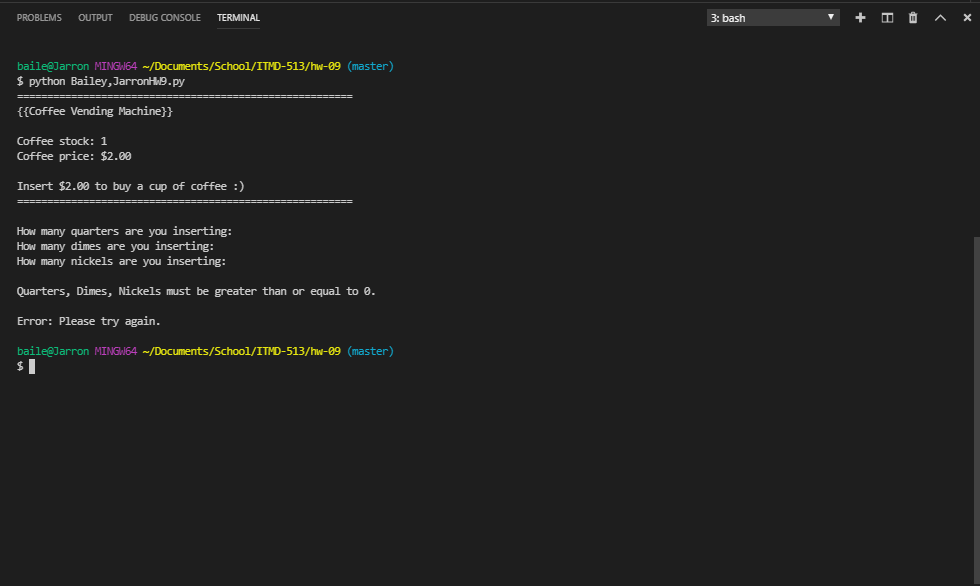 PROBLEMS OUTPUT DEBUG CONSOLE TERMINAL 3: bash
baile@Jarron MINGW64 ~/Documents/School/ITMD-513/hw-09 (master)
$ python Bailey,JarronHW9.py
========================================================
{{Coffee Vending Machine}}
Coffee stock: 1
Coffee price: $2.00
Insert $2.00 to buy a cup of coffee :)
========================================================
How many quarters are you inserting:
How many dimes are you inserting:
How many nickels are you inserting:
Quarters, Dimes, Nickels must be greater than or equal to 0.
Error: Please try again.
baile@Jarron MINGW64 ~/Documents/School/ITMD-513/hw-09 (master)
$